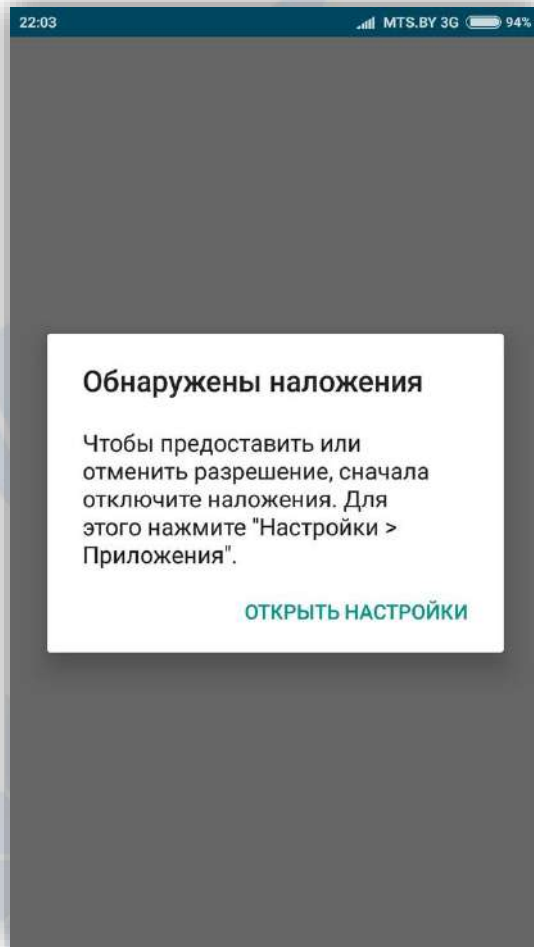 22:03 MTS.BY 3G 94%
Обнаружены наложения
Чтобы предоставить или
отменить разрешение, сначала
отключите наложения. Для
этого нажмите "Настройки >
Приложения".
ОТКРЫТЬ НАСТРОЙКИ